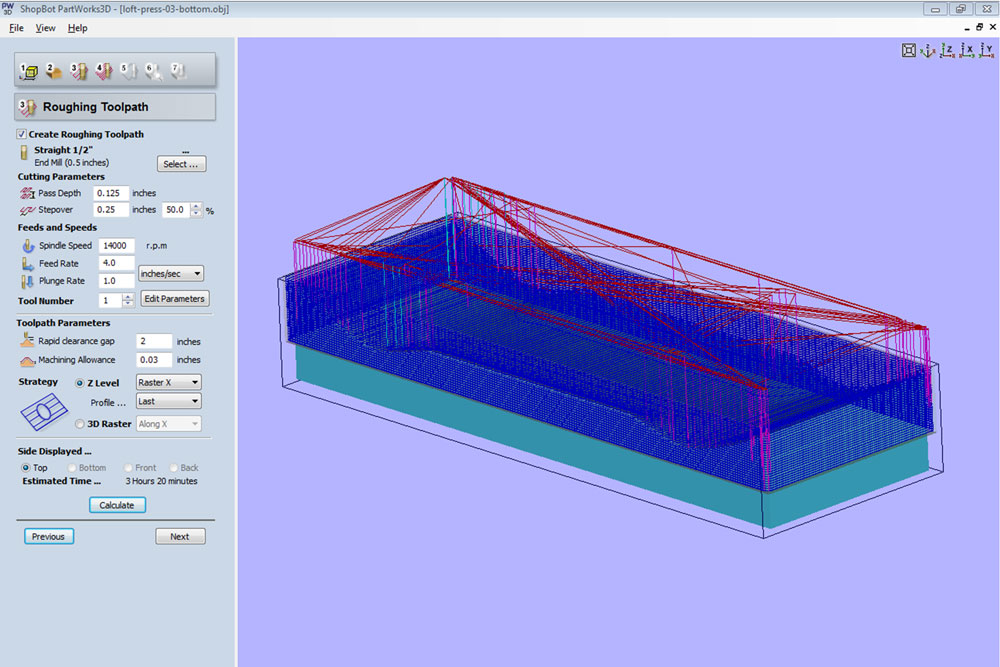 PW 3D ShopBot PartWorks3D - [loft-press-03-bottom.obj]
File View Help
1 2 3 4 5 6 7
3 Roughing Toolpath
Create Roughing Toolpath
Straight 1/2" ...
End Mill (0.5 inches) Select ...
Cutting Parameters
Pass Depth 0.125 inches
Stepover 0.25 inches 50.0 %
Feeds and Speeds
Spindle Speed 14000 r.p.m
Feed Rate 4.0
inches/sec
Plunge Rate 1.0
Tool Number 1 Edit Parameters
Toolpath Parameters
Rapid clearance gap 2 inches
Machining Allowance 0.03 inches
Strategy Z Level Raster X
Profile ... Last
3D Raster Along X
Side Displayed ...
Top Bottom Front Back
Estimated Time ... 3 Hours 20 minutes
Calculate
Previous Next